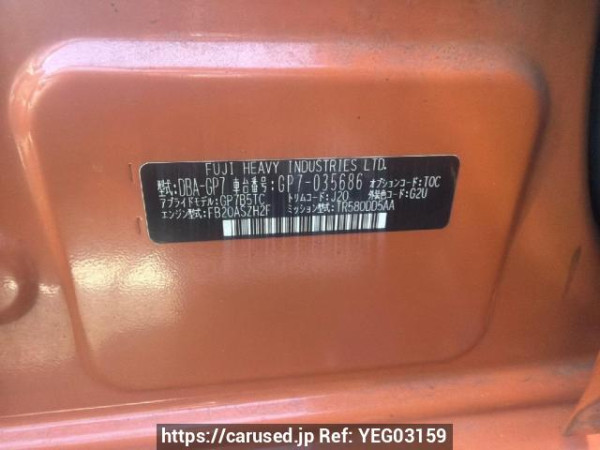 FUJI HEAVY INDUSTRIES LTD.
型式: DBA-GP7 車台番号: GP7-035686 オプションコード: TOC
アプライドモデル: GP7B5TC トリムコード: J20 外装色コード: G2U
エンジン型式: FB20ASZH2F ミッション型式: TR580DD5AA
https://carused.jp Ref: YEG03159